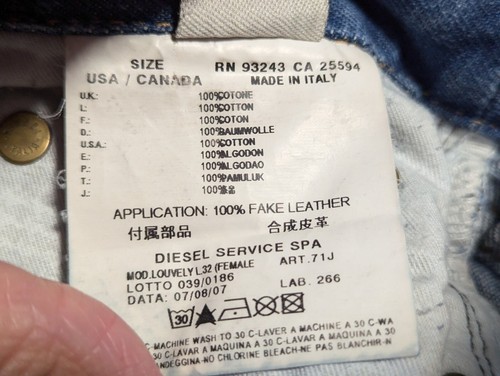 SIZE RN 93243 CA 25594
USA / CANADA MADE IN ITALY
U.K.: 100%COTONE
I.: 100%COTTON
F.: 100%COTON
D.: 100%BAUMWOLLE
U.S.A.: 100%COTTON
E.: 100%ALGODON
P.: 100%ALGODAO
T.: 100%PAMULUK
J.: 100%
APPLICATION: 100% FAKE LEATHER
付属部品 合成皮革
DIESEL SERVICE SPA
MOD.LOUVELY L.32 (FEMALE ART.71J
LOTTO 039/0186 LAB. 266
DATA: 07/08/07
30
C-MACHINE WASH TO 30 C-LAVER A MACHINE A 30 C-WA
30 C-LAVAR A MAQUINA A 30 C-LAVAR A MAQUINA A 30
ANDEGGINA-NO CHLORINE BLEACH-NE PAS BLANCHIR-N